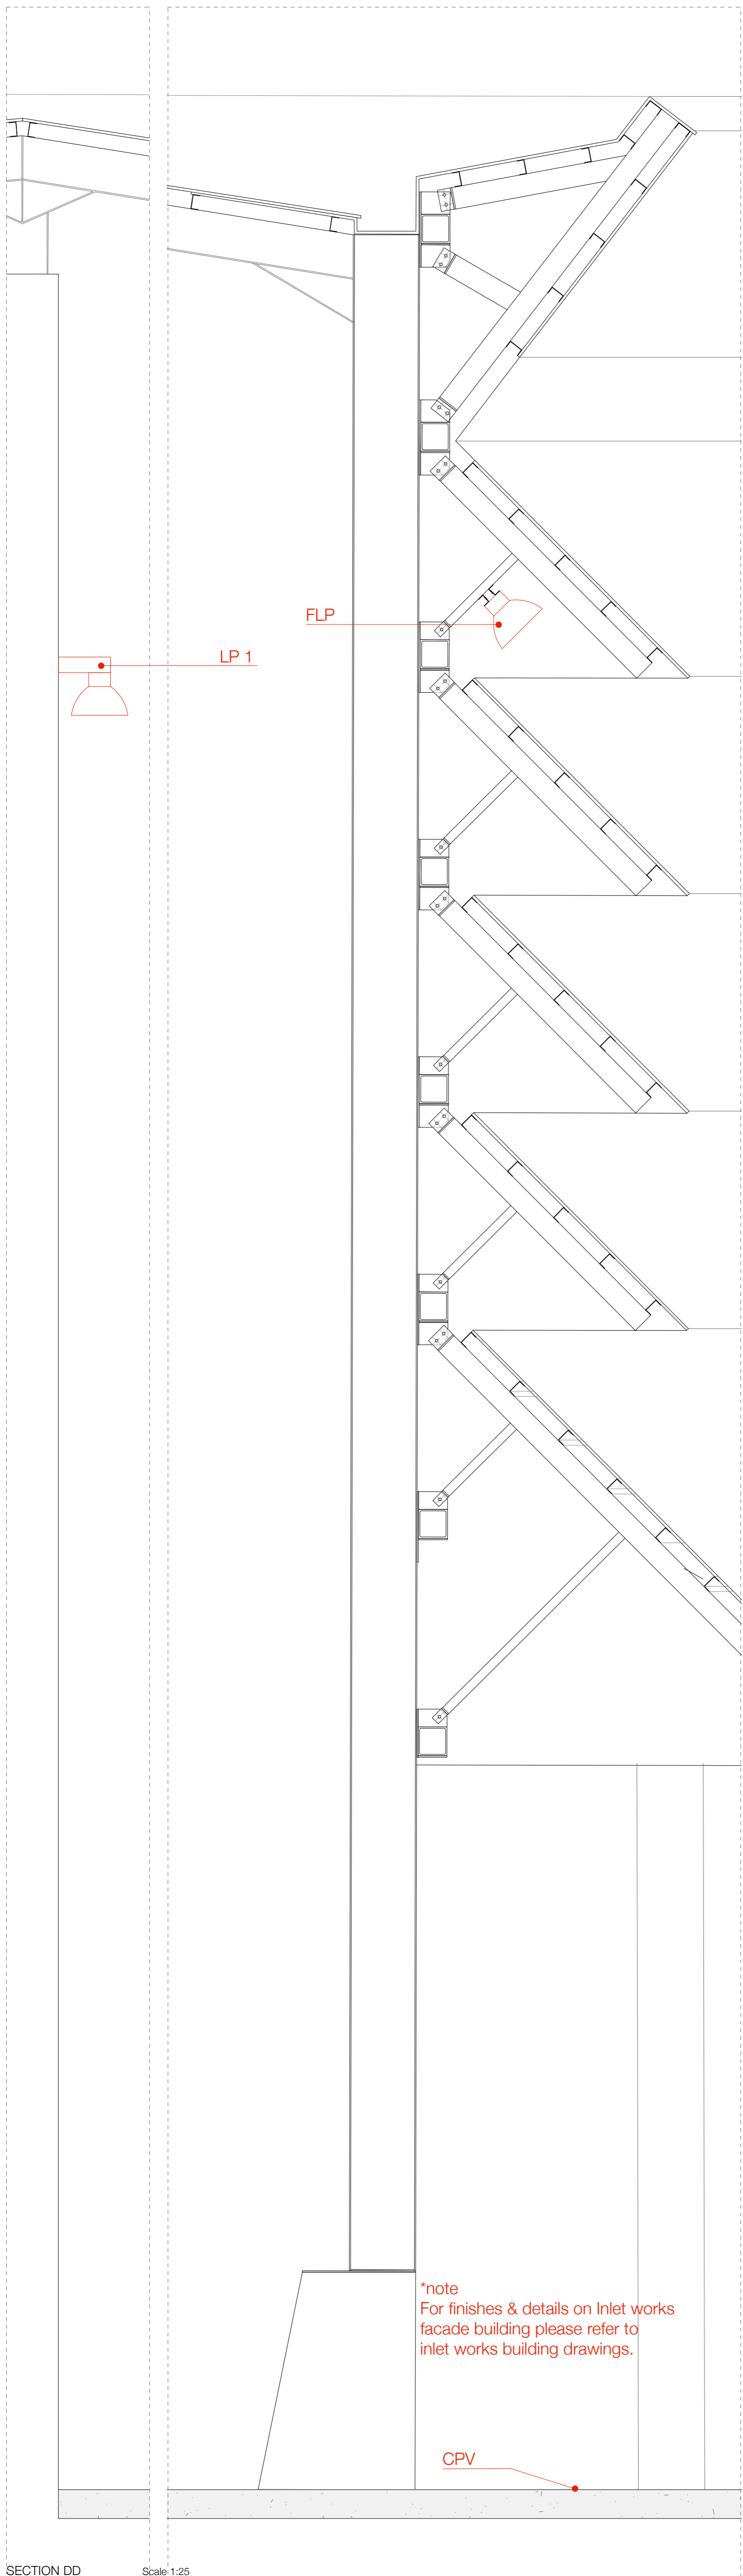 FLP
LP 1
*note
For finishes & details on Inlet works
facade building please refer to
inlet works building drawings.
CPV
SECTION DD Scale 1:25